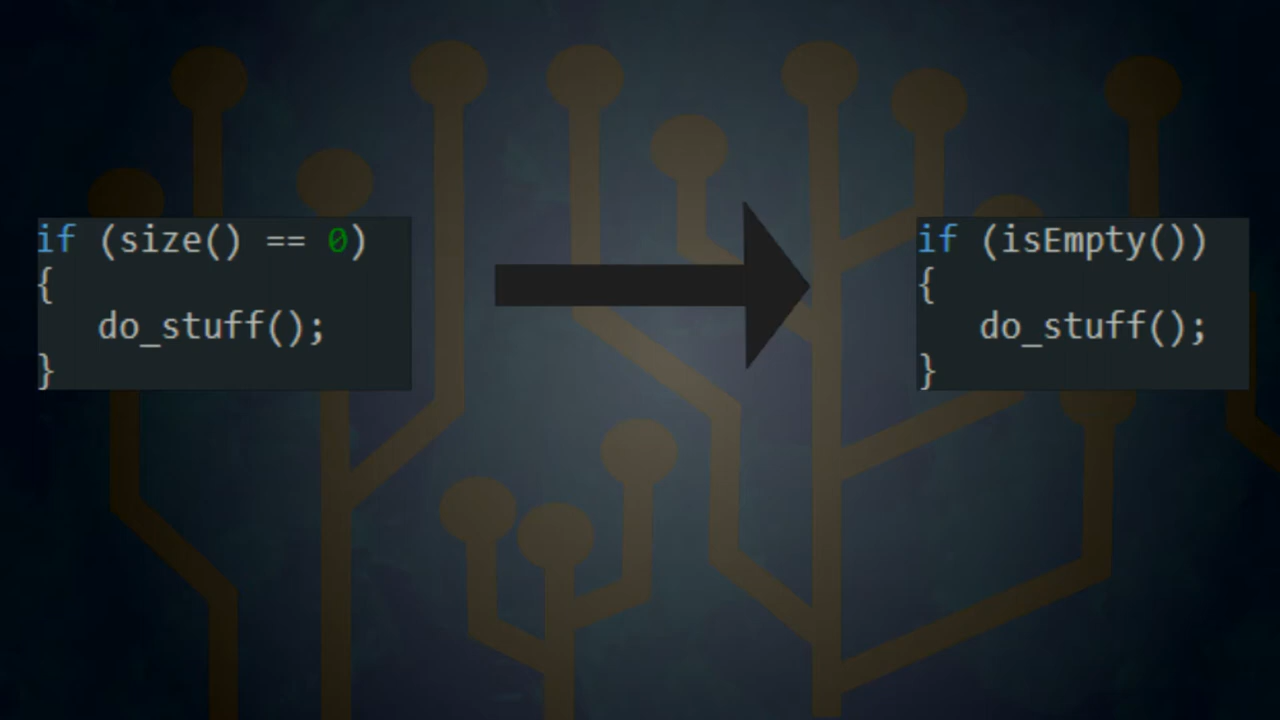 if (size() == 0)
{
    do_stuff();
}
if (isEmpty())
{
    do_stuff();
}